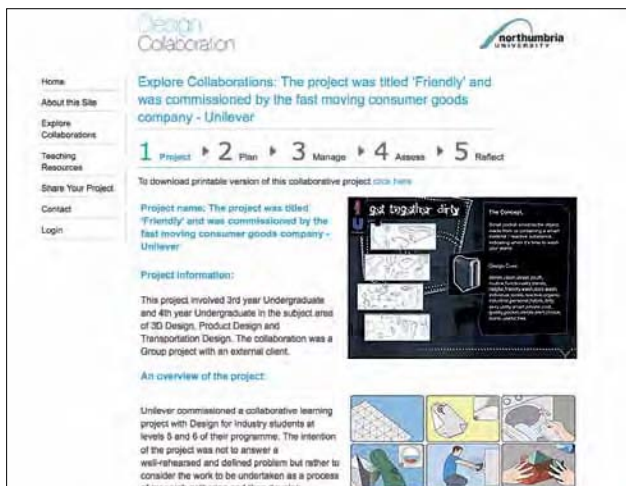 Design
Collaboration
northumbria
UNIVERSITY
Home
About this Site
Explore
Collaborations
Teaching
Resources
Share Your Project
Contact
Login
Explore Collaborations: The project was titled 'Friendly' and
was commissioned by the fast moving consumer goods
company - Unilever
1 Project 2 Plan 3 Manage 4 Assess 5 Reflect
To download printable version of this collaborative project click here
Project name: The project was titled
'Friendly' and was commissioned by the
fast moving consumer goods company -
Unilever
Project information:
This project involved 3rd year Undergraduate
and 4th year Undergraduate in the subject area
of 3D Design, Product Design and
Transportation Design. The collaboration was a
Group project with an external client.
An overview of the project:
Unilever commissioned a collaborative learning
project with Design for Industry students at
levels 5 and 6 of their programme. The intention
of the project was not to answer a
well-rehearsed and defined problem but rather to
consider the work to be undertaken as a process
got together dirty
The Concept.